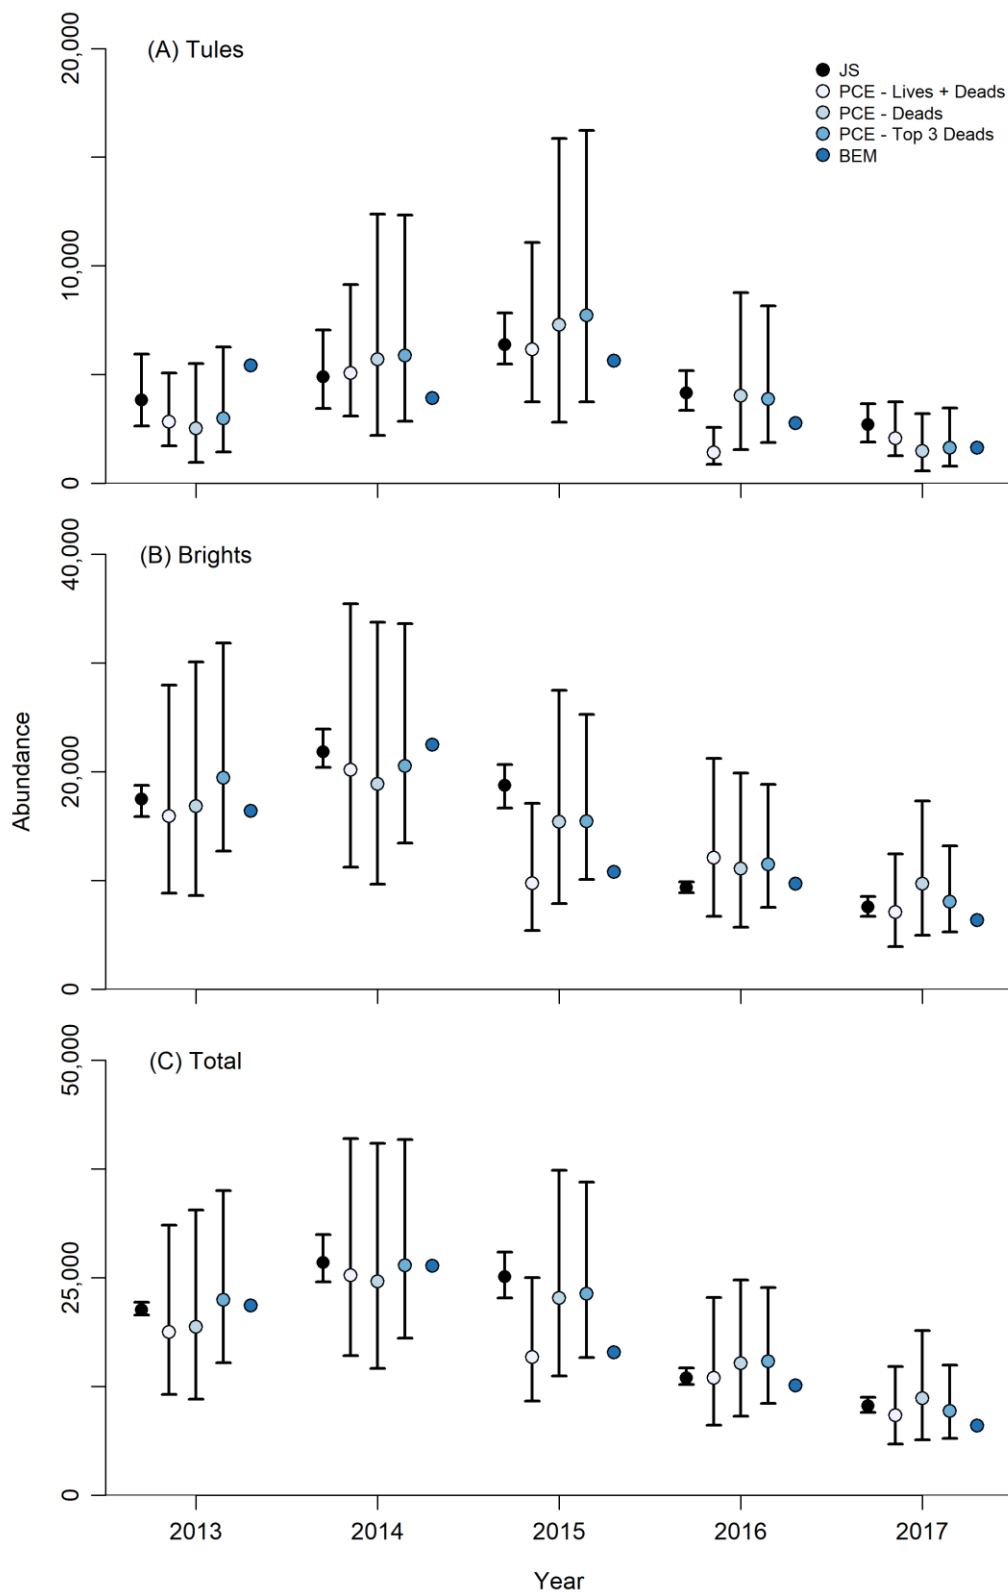 (A) Tules
JS
PCE - Lives + Deads
PCE - Deads
PCE - Top 3 Deads
BEM
20,000
10,000
0
(B) Brights
40,000
20,000
0
Abundance
(C) Total
50,000
25,000
0
2013 2014 2015 2016 2017
Year